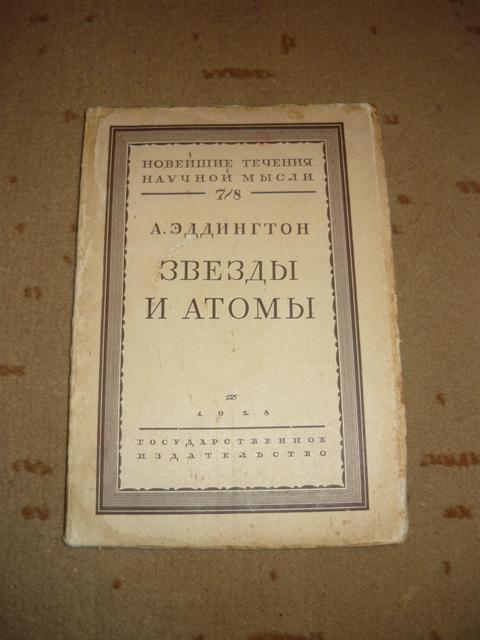 НОВЕЙШИЕ ТЕЧЕНИЯ
НАУЧНОЙ МЫСЛИ
7/8
А. ЭДДИНГТОН
ЗВЕЗДЫ
И АТОМЫ
1928
ГОСУДАРСТВЕННОЕ
ИЗДАТЕЛЬСТВО